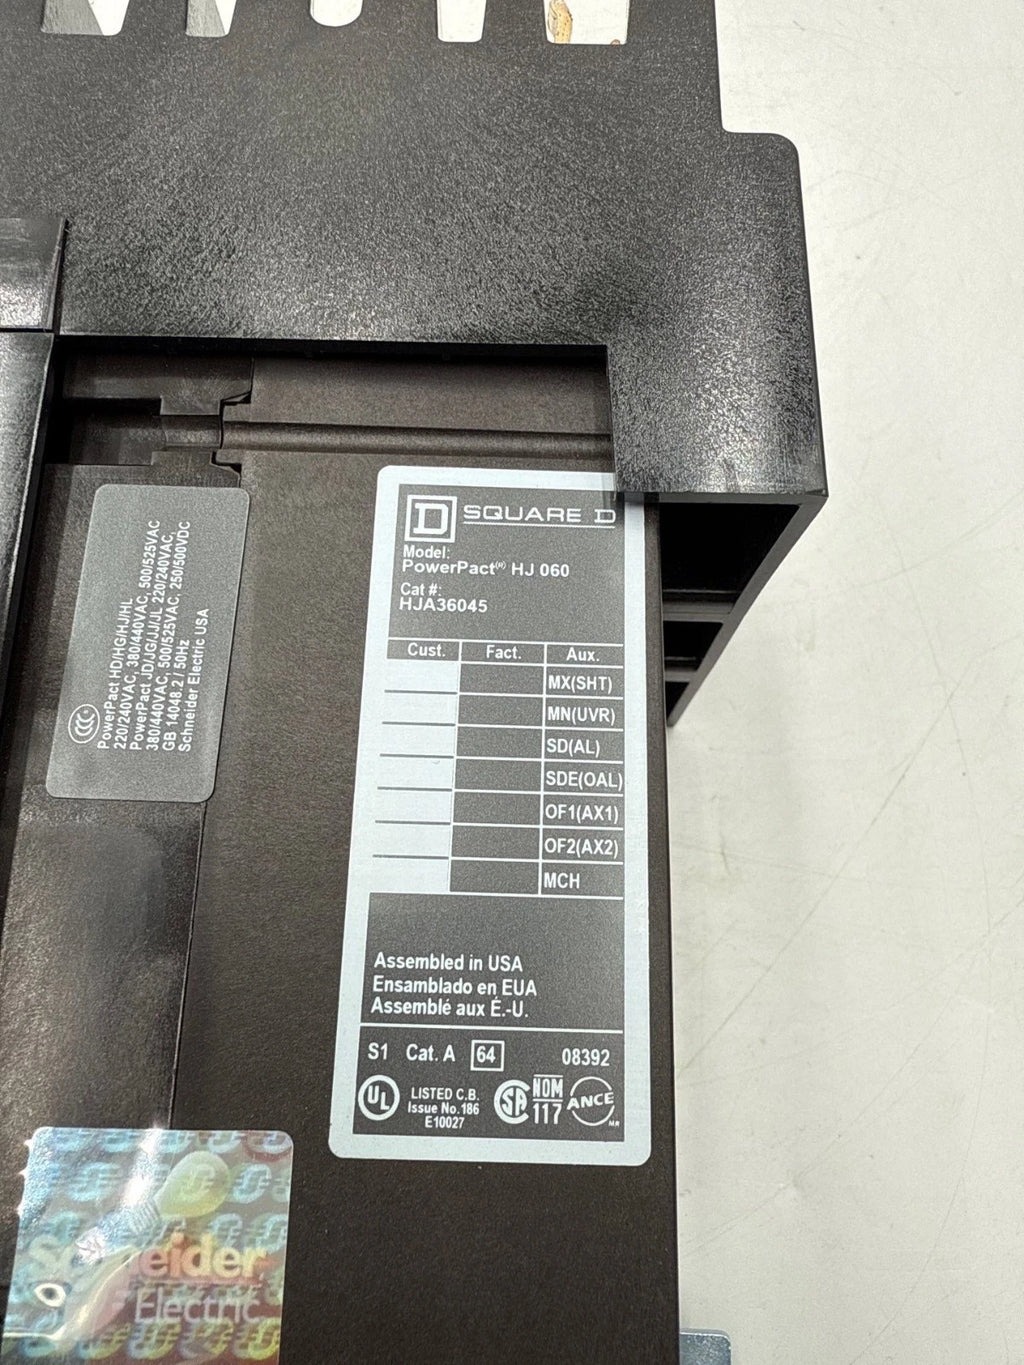 D SQUARE D
Model:
PowerPact® HJ 060
Cat #:
HJA36045
Cust. Fact. Aux.
MX(SHT)
MN(UVR)
SD(AL)
SDE(OAL)
OF1(AX1)
OF2(AX2)
MCH
Assembled in USA
Ensamblado en EUA
Assemblé aux É.-U.
S1 Cat. A 64 08392
UL LISTED C.B.
Issue No. 186
E10027
SA NOM
117
ANCE
MR
CCC
PowerPact HD/HG/HJ/HL
220/240VAC, 380/440VAC, 500/525VAC
PowerPact JD/JG/JJ/JL 220/240VAC,
380/440VAC, 500/525VAC, 250/500VDC
GB 14048.2 / 50Hz
Schneider Electric USA
Schneider
Electric